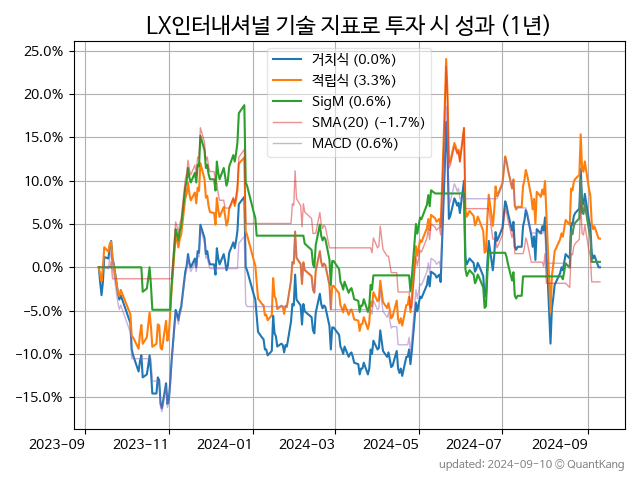 LX인터내셔널 기술 지표로 투자 시 성과 (1년)
25.0%
20.0%
15.0%
10.0%
5.0%
0.0%
−5.0%
−10.0%
−15.0%
거치식 (0.0%)
적립식 (3.3%)
SigM (0.6%)
SMA(20) (−1.7%)
MACD (0.6%)
2023-09 2023-11 2024-01 2024-03 2024-05 2024-07 2024-09
updated: 2024-09-10 © QuantKang